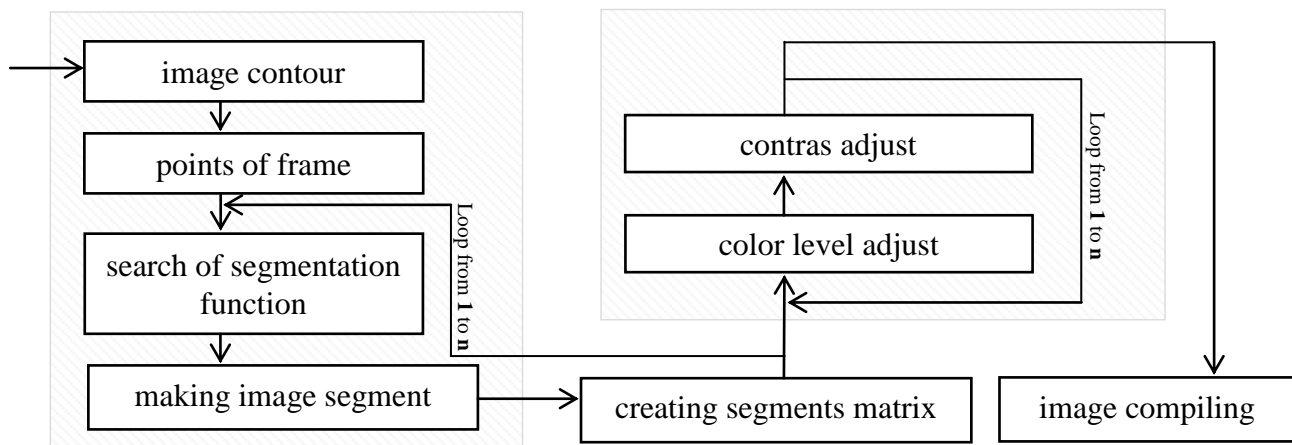 image contour
points of frame
search of segmentation
function
making image segment
Loop from 1 to n
creating segments matrix
color level adjust
contras adjust
Loop from 1 to n
image compiling